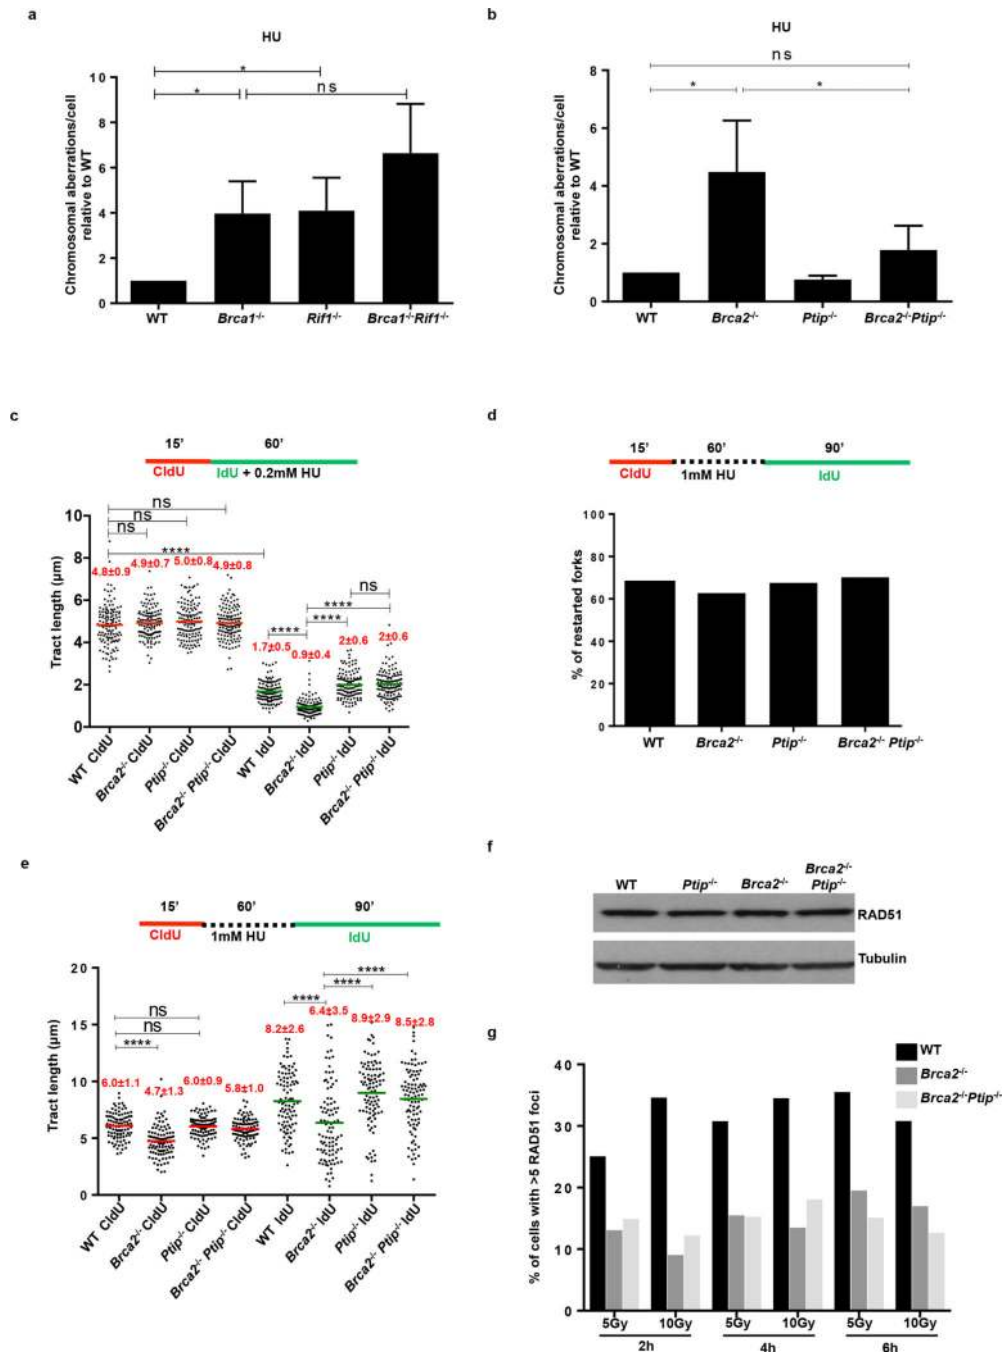 a
HU
Chromosomal aberrations/cell
relative to WT
10
8
6
4
2
0
*
*
ns
WT
Brca1-/-
Rif1-/-
Brca1-/-Rif1-/-
b
HU
Chromosomal aberrations/cell
relative to WT
8
6
4
2
0
ns
*
*
WT
Brca2-/-
Ptip-/-
Brca2-/-Ptip-/-
c
15' 60'
CldU IdU + 0.2mM HU
Tract length (µm)
10
8
6
4
2
0
ns
ns
ns
****
4.8±0.9 4.9±0.7 5.0±0.8 4.9±0.8
ns
****
**** ****
1.7±0.5 0.9±0.4 2±0.6 2±0.6
WT CldU
Brca2-/- CldU
Ptip-/- CldU
Brca2-/- Ptip-/- CldU
WT IdU
Brca2-/- IdU
Ptip-/- IdU
Brca2-/- Ptip-/- IdU
d
15' 60' 90'
CldU 1mM HU IdU
% of restarted forks
100
80
60
40
20
0
WT
Brca2-/-
Ptip-/-
Brca2-/- Ptip-/-
e
15' 60' 90'
CldU 1mM HU IdU
Tract length (µm)
20
15
10
5
0
ns
ns
****
6.0±1.1 4.7±1.3 6.0±0.9 5.8±1.0
****
****
****
8.2±2.6 6.4±3.5 8.9±2.9 8.5±2.8
WT CldU
Brca2-/- CldU
Ptip-/- CldU
Brca2-/- Ptip-/- CldU
WT IdU
Brca2-/- IdU
Ptip-/- IdU
Brca2-/- Ptip-/- IdU
f
WT Ptip-/- Brca2-/- Brca2-/-
Ptip-/-
RAD51
Tubulin
g
WT
Brca2-/-
Brca2-/-Ptip-/-
% of cells with >5 RAD51 foci
40
30
20
10
0
5Gy 10Gy 5Gy 10Gy 5Gy 10Gy
2h 4h 6h